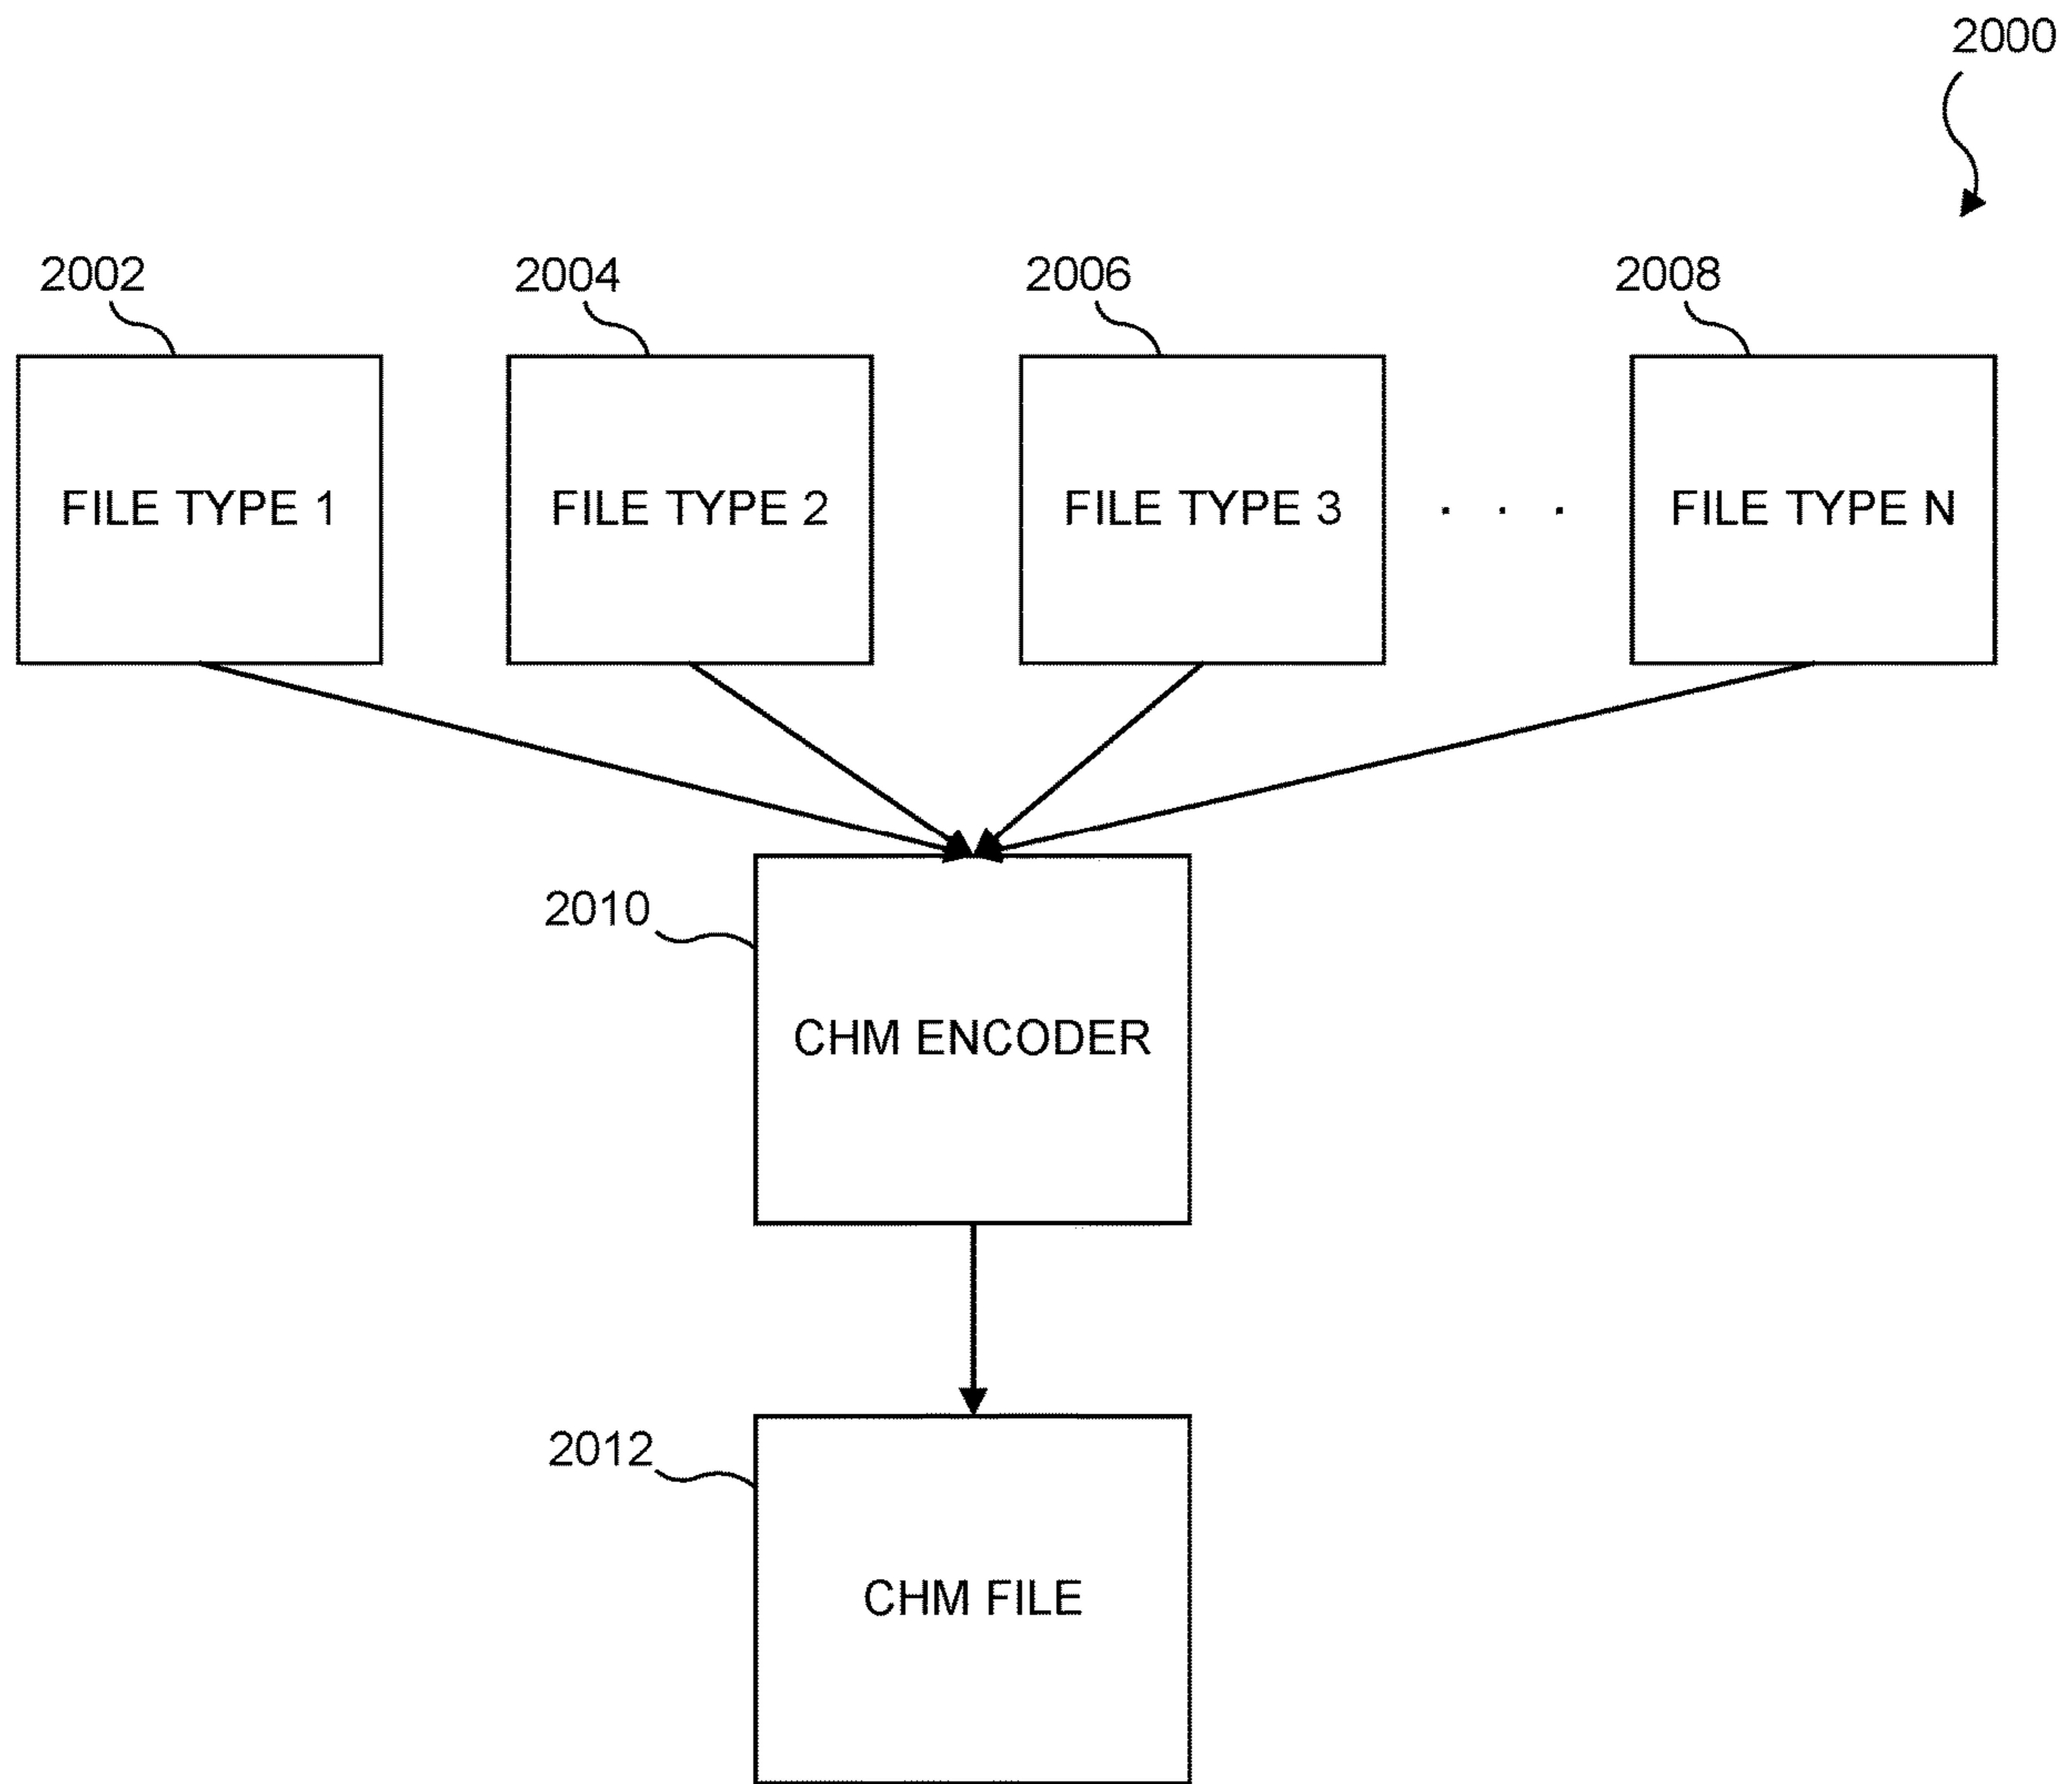 2000
2002 2004 2006 2008
FILE TYPE 1 FILE TYPE 2 FILE TYPE 3 . . . FILE TYPE N
2010
CHM ENCODER
2012
CHM FILE